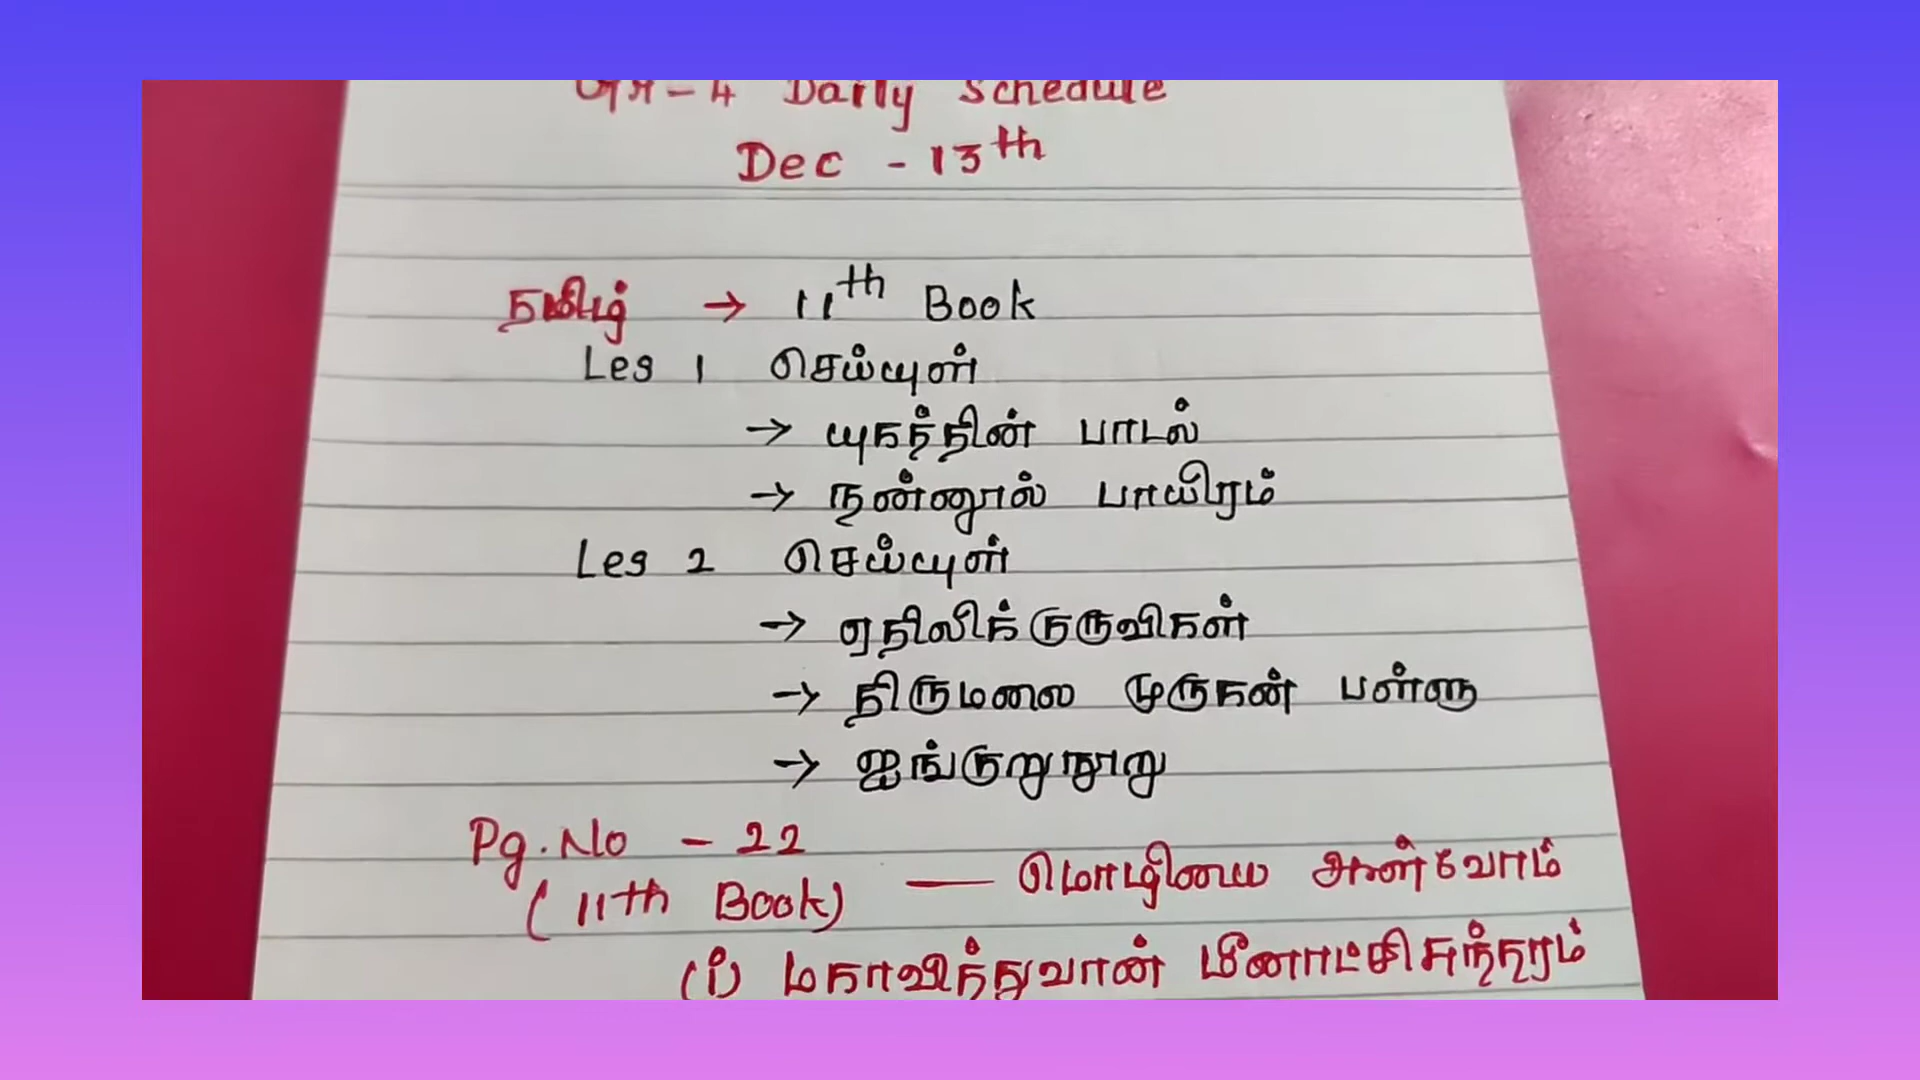 Daily Schedule
Dec - 13th
தமிழ் → 11th Book
Les 1 செய்யுள்
→ யுகத்தின் பாடல்
→ நன்னூல் பாயிரம்
Les 2 செய்யுள்
→ ஏதிலிக்குருவிகள்
→ திருமலை முருகன் பள்ளு
→ ஐங்குறுநூறு
Pg. No - 22
(11th Book) — மொழியை ஆள்வோம்
(i) மகாவித்துவான் மீனாட்சிசுந்தரம்